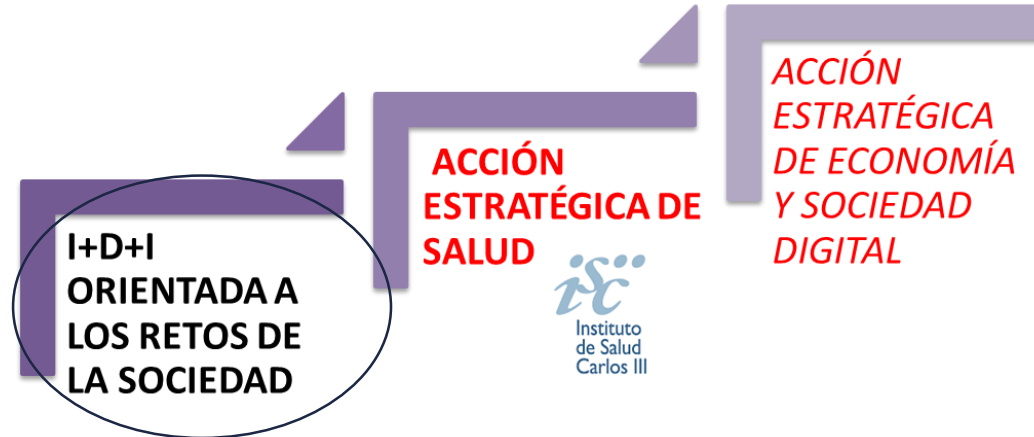 I+D+I
ORIENTADA A
LOS RETOS DE
LA SOCIEDAD
ACCIÓN
ESTRATÉGICA DE
SALUD
isc
Instituto
de Salud
Carlos III
ACCIÓN
ESTRATÉGICA
DE ECONOMÍA
Y SOCIEDAD
DIGITAL